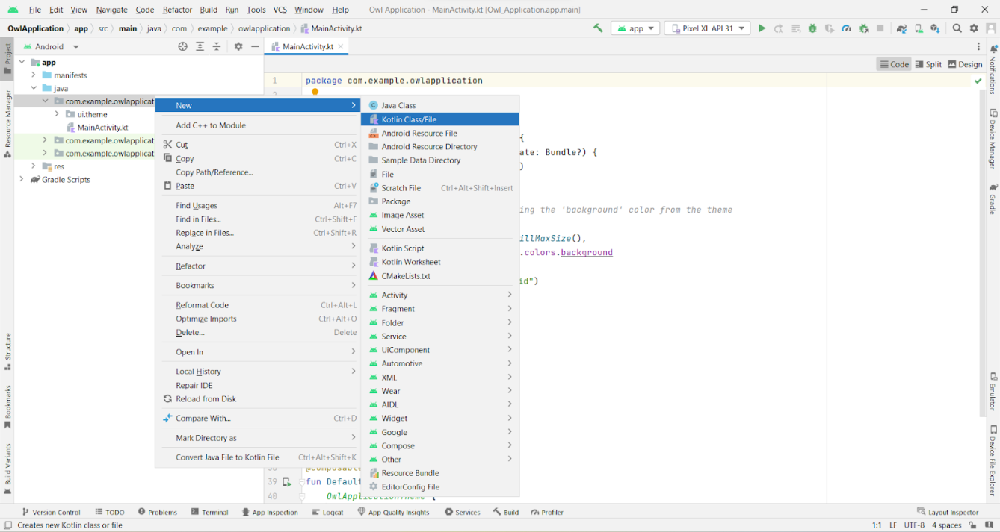 File Edit View Navigate Code Refactor Build Run Tools VCS Window Help Owl Application - MainActivity.kt [Owl_Application.app.main]
OwlApplication app src main java com example owlapplication MainActivity.kt app Pixel XL API 31
Project
Resource Manager
Structure
Bookmarks
Build Variants
Android
app
manifests
java
com.example.owlapplicat
ui.theme
MainActivity.kt
com.example.owlapplicat
com.example.owlapplicat
res
Gradle Scripts
New
Add C++ to Module
Cut Ctrl+X
Copy Ctrl+C
Copy Path/Reference...
Paste Ctrl+V
Find Usages Alt+F7
Find in Files... Ctrl+Shift+F
Replace in Files... Ctrl+Shift+R
Analyze
Refactor
Bookmarks
Reformat Code Ctrl+Alt+L
Optimize Imports Ctrl+Alt+O
Delete... Delete
Open In
Local History
Repair IDE
Reload from Disk
Compare With... Ctrl+D
Mark Directory as
Convert Java File to Kotlin File Ctrl+Alt+Shift+K
Java Class
Kotlin Class/File
Android Resource File
Android Resource Directory
Sample Data Directory
File
Scratch File Ctrl+Alt+Shift+Insert
Package
Image Asset
Vector Asset
Kotlin Script
Kotlin Worksheet
CMakeLists.txt
Activity
Fragment
Folder
Service
UiComponent
Automotive
XML
Wear
AIDL
Widget
Google
Compose
Other
Resource Bundle
EditorConfig File
MainActivity.kt
Code Split Design
1 package com.example.owlapplication
2
{
ate: Bundle?) {
)
ing the 'background' color from the theme
illMaxSize(),
.colors.background
id")
@Composable
39 fun Default
40 OwlApplicationTheme {
Notifications
Device Manager
Gradle
Emulator
Device File Explorer
Version Control TODO Problems Terminal App Inspection Logcat App Quality Insights Services Build Profiler Layout Inspector
Creates new Kotlin class or file 1:1 LF UTF-8 4 spaces